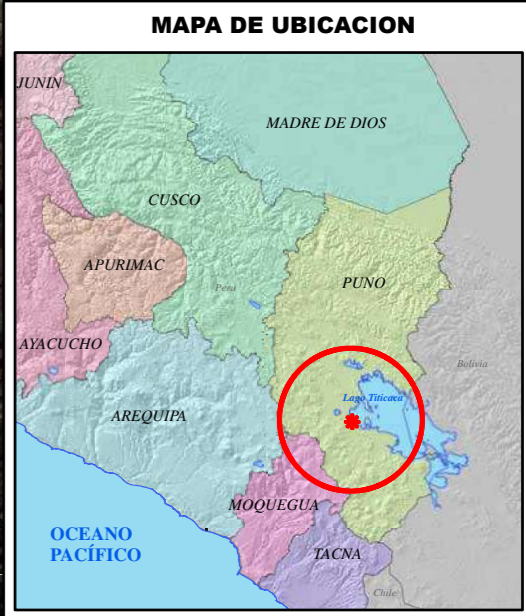 MAPA DE UBICACION
JUNIN
MADRE DE DIOS
CUSCO
APURIMAC
Peru
PUNO
AYACUCHO
Bolivia
AREQUIPA
Lago Titicaca
MOQUEGUA
OCEANO
PACÍFICO
TACNA
Chile